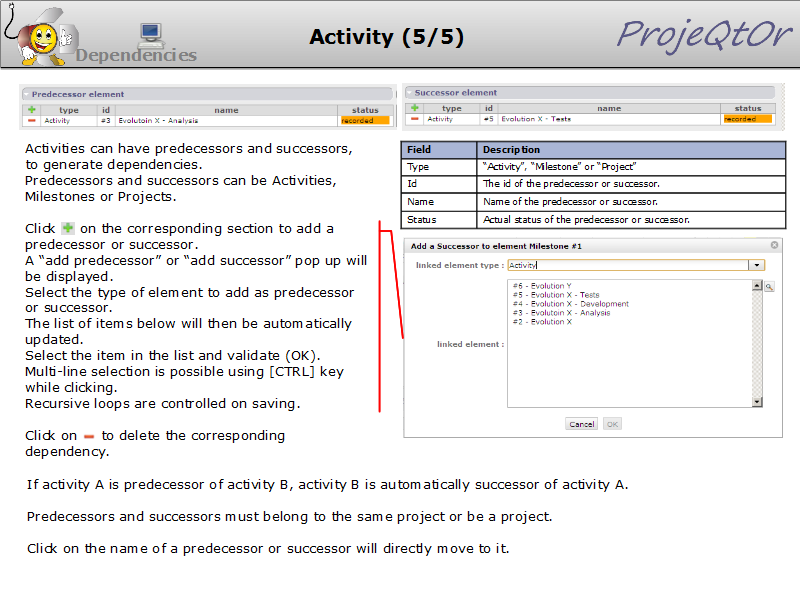 Dependencies
Activity (5/5)
ProjeQtOr
Predecessor element
type id name status
Activity #3 Evolutoin X - Analysis recorded
Successor element
type id name status
Activity #5 Evolution X - Tests recorded
Activities can have predecessors and successors,
to generate dependencies.
Predecessors and successors can be Activities,
Milestones or Projects.
Click on the corresponding section to add a
predecessor or successor.
A “add predecessor” or “add successor” pop up will
be displayed.
Select the type of element to add as predecessor
or successor.
The list of items below will then be automatically
updated.
Select the item in the list and validate (OK).
Multi-line selection is possible using [CTRL] key
while clicking.
Recursive loops are controlled on saving.
Click on to delete the corresponding
dependency.
Field Description
Type “Activity”, “Milestone” or “Project”
Id The id of the predecessor or successor.
Name Name of the predecessor or successor.
Status Actual status of the predecessor or successor.
Add a Successor to element Milestone #1
linked element type : Activity
linked element :
#6 - Evolution Y
#5 - Evolution X - Tests
#4 - Evolution X - Development
#3 - Evolutoin X - Analysis
#2 - Evolution X
Cancel OK
If activity A is predecessor of activity B, activity B is automatically successor of activity A.
Predecessors and successors must belong to the same project or be a project.
Click on the name of a predecessor or successor will directly move to it.